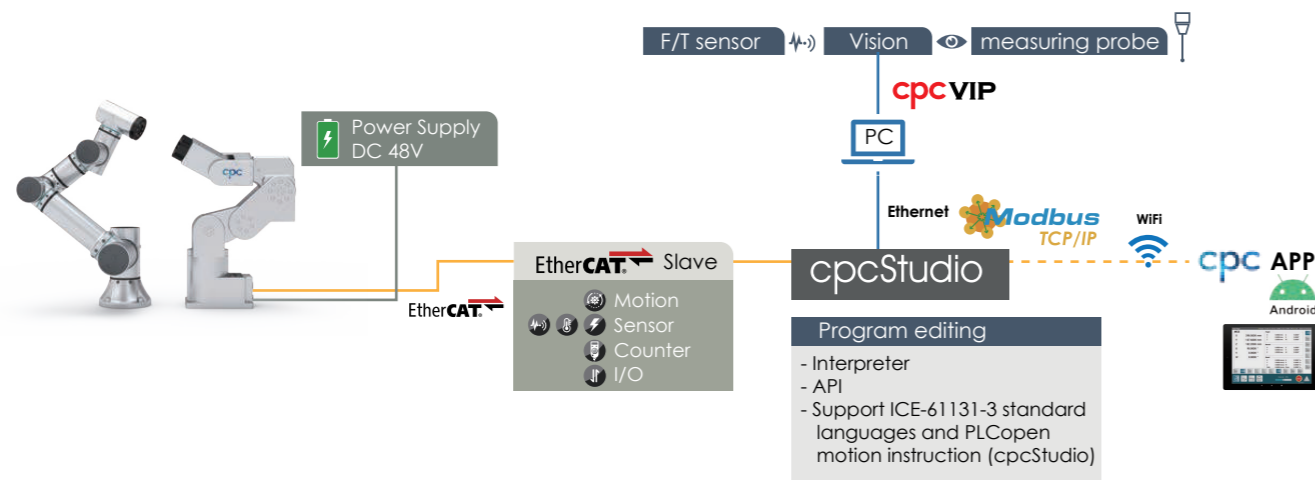 F/T sensor
Vision
measuring probe
cpc VIP
PC
Power Supply
DC 48V
cpc
Ethernet
Modbus
TCP/IP
WiFi
cpc APP
Android
EtherCAT® Slave
Motion
Sensor
Counter
I/O
EtherCAT®
cpcStudio
Program editing
- Interpreter
- API
- Support ICE-61131-3 standard
languages and PLCopen
motion instruction (cpcStudio)